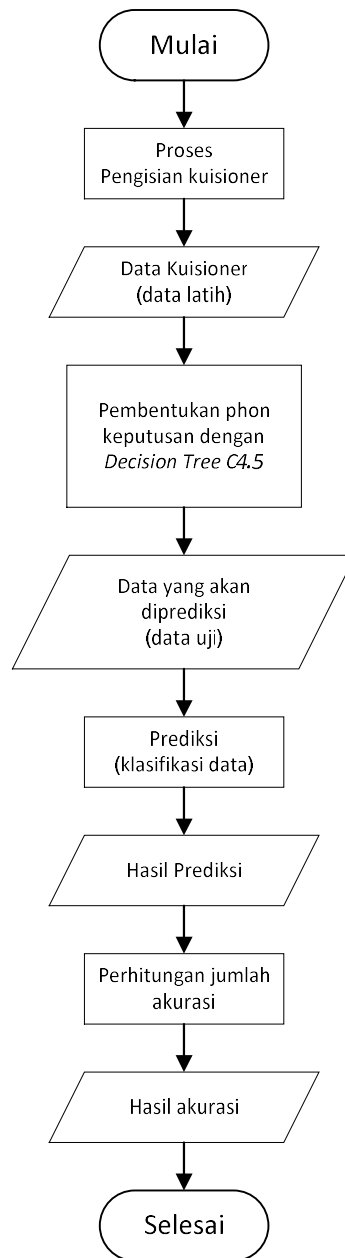 Mulai
Proses
Pengisian kuisioner
Data Kuisioner
(data latih)
Pembentukan phon
keputusan dengan
Decision Tree C4.5
Data yang akan
diprediksi
(data uji)
Prediksi
(klasifikasi data)
Hasil Prediksi
Perhitungan jumlah
akurasi
Hasil akurasi
Selesai